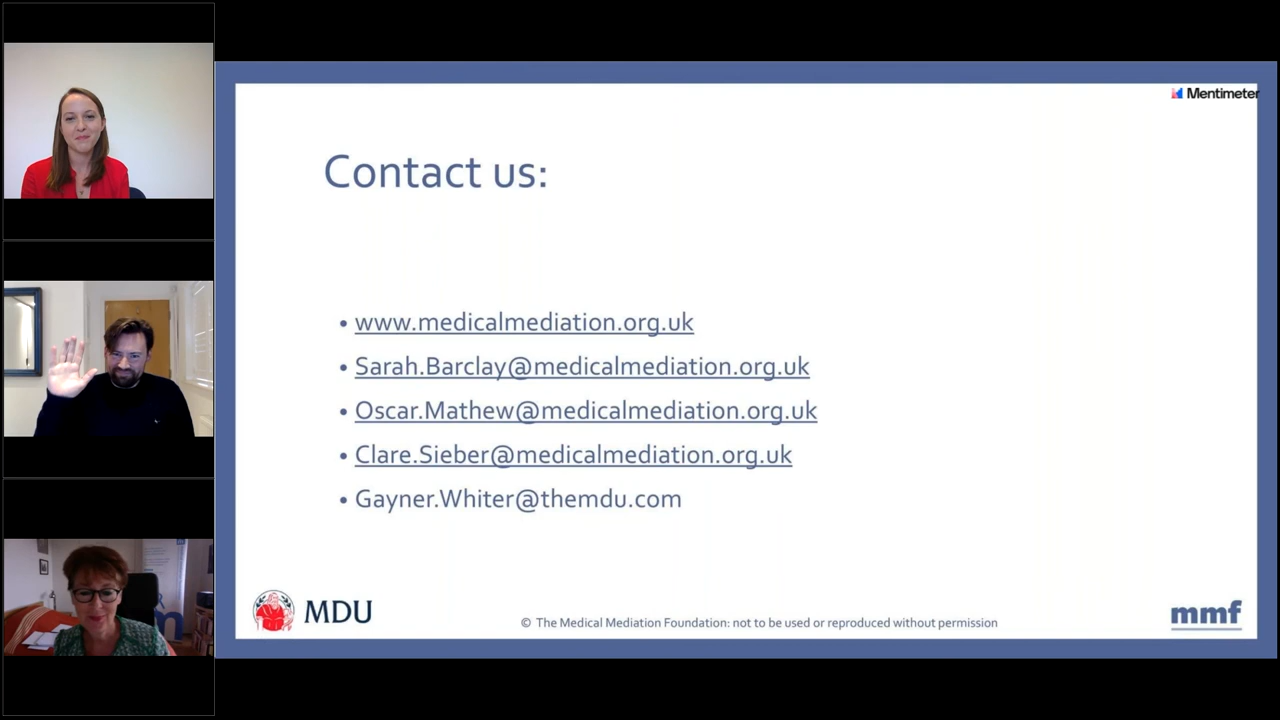 Mentimeter
Contact us:
• www.medicalmediation.org.uk
• Sarah.Barclay@medicalmediation.org.uk
• Oscar.Mathew@medicalmediation.org.uk
• Clare.Sieber@medicalmediation.org.uk
• Gayner.Whiter@themdu.com
MDU
© The Medical Mediation Foundation: not to be used or reproduced without permission
mmf